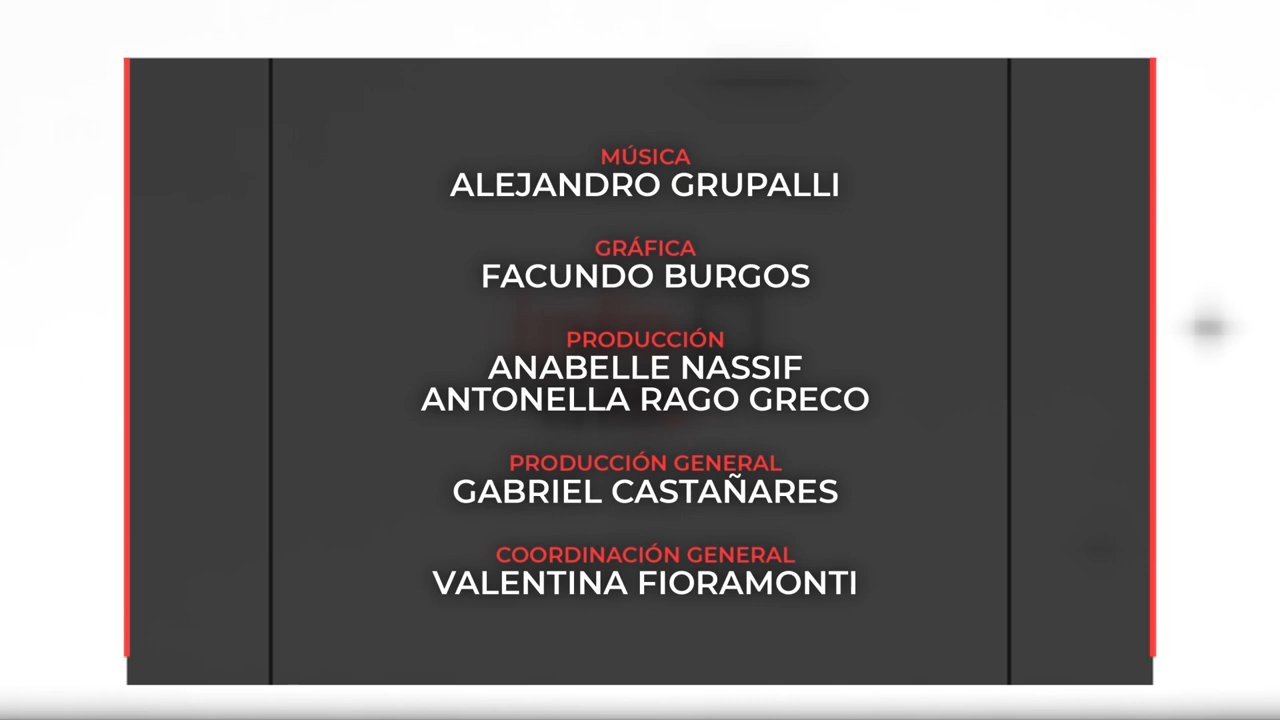 MÚSICA
ALEJANDRO GRUPALLI
GRÁFICA
FACUNDO BURGOS
PRODUCCIÓN
ANABELLE NASSIF
ANTONELLA RAGO GRECO
PRODUCCIÓN GENERAL
GABRIEL CASTAÑARES
COORDINACIÓN GENERAL
VALENTINA FIORAMONTI